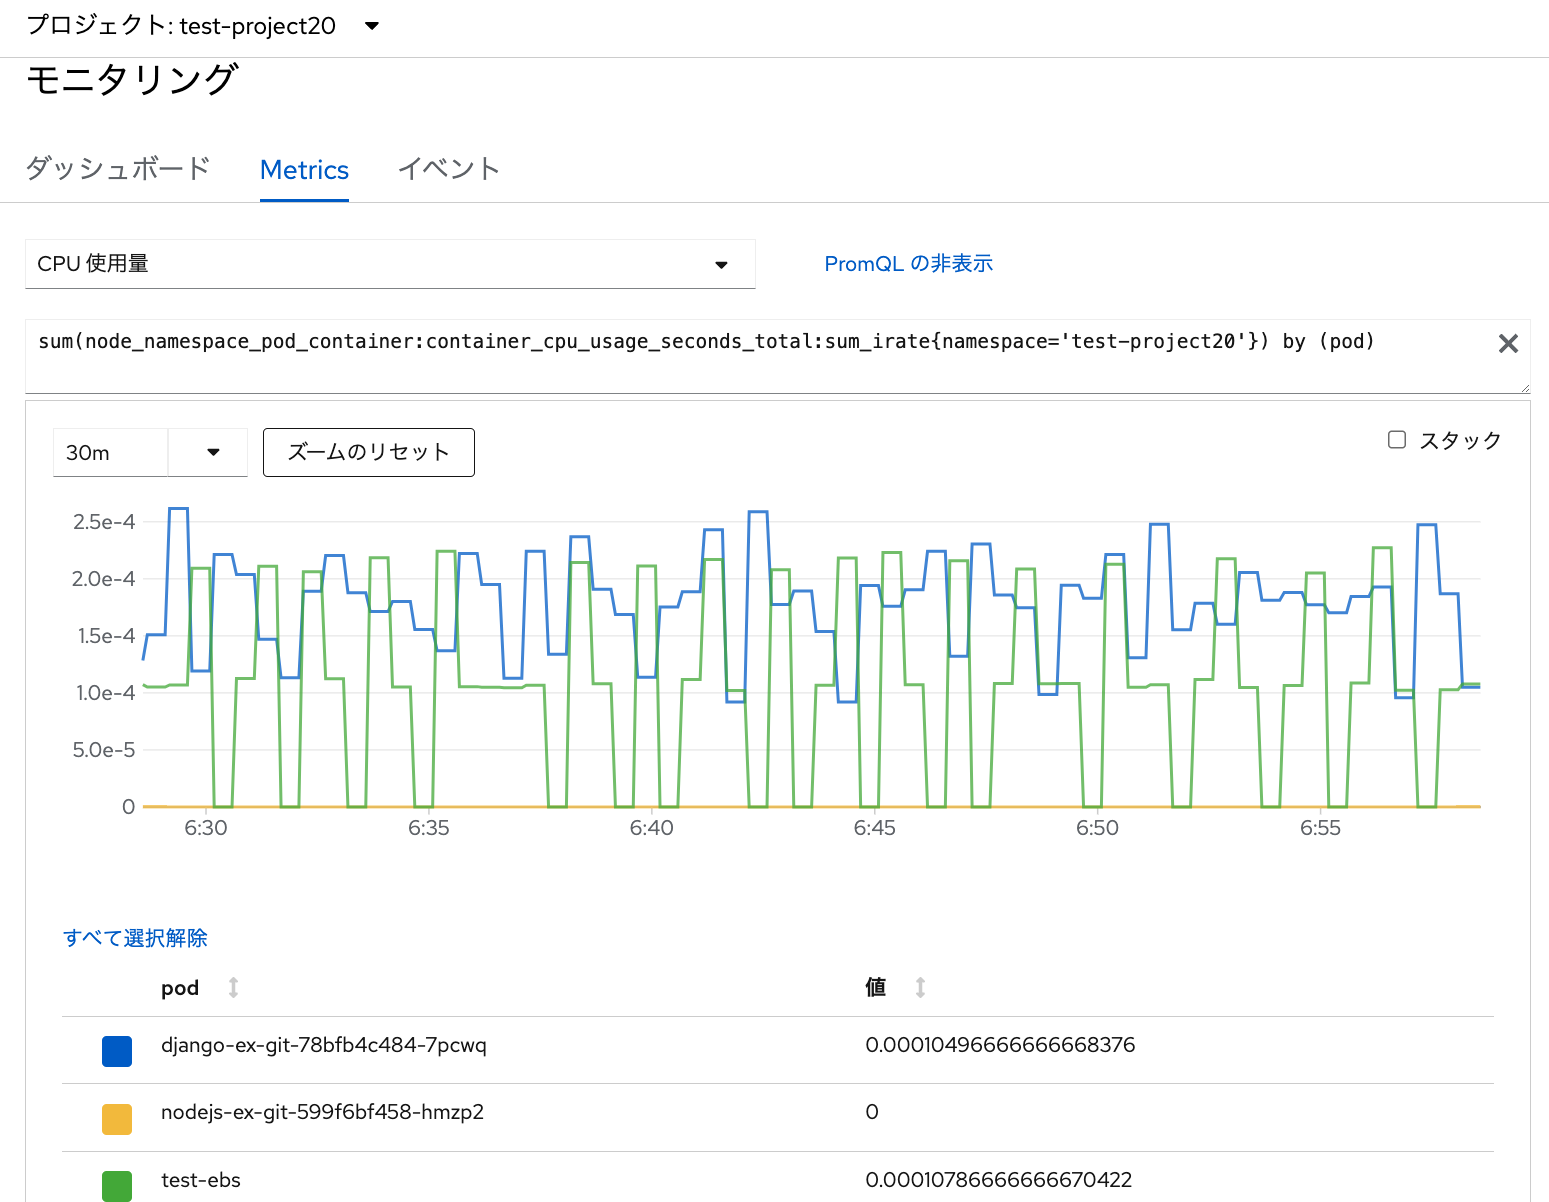 プロジェクト: test-project20
モニタリング
ダッシュボード Metrics イベント
CPU 使用量 PromQL の非表示
sum(node_namespace_pod_container:container_cpu_usage_seconds_total:sum_irate{namespace='test-project20'}) by (pod)
30m ズームのリセット スタック
2.5e-4
2.0e-4
1.5e-4
1.0e-4
5.0e-5
0
6:30 6:35 6:40 6:45 6:50 6:55
すべて選択解除
pod 値
django-ex-git-78bfb4c484-7pcwq 0.00010496666666668376
nodejs-ex-git-599f6bf458-hmzp2 0
test-ebs 0.00010786666666670422